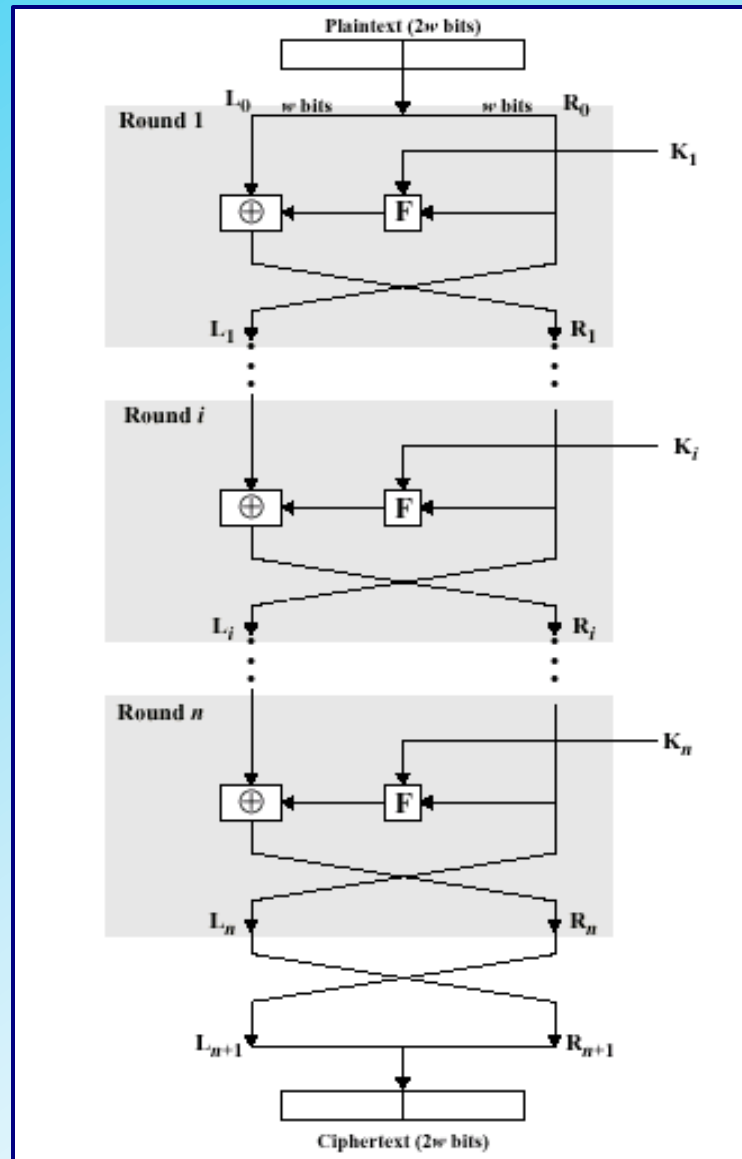 Plaintext (2w bits)
L₀ w bits w bits R₀
Round 1
K₁
⊕ F
L₁ R₁
Round i
Kᵢ
⊕ F
Lᵢ Rᵢ
Round n
Kₙ
⊕ F
Lₙ Rₙ
Lₙ₊₁ Rₙ₊₁
Ciphertext (2w bits)